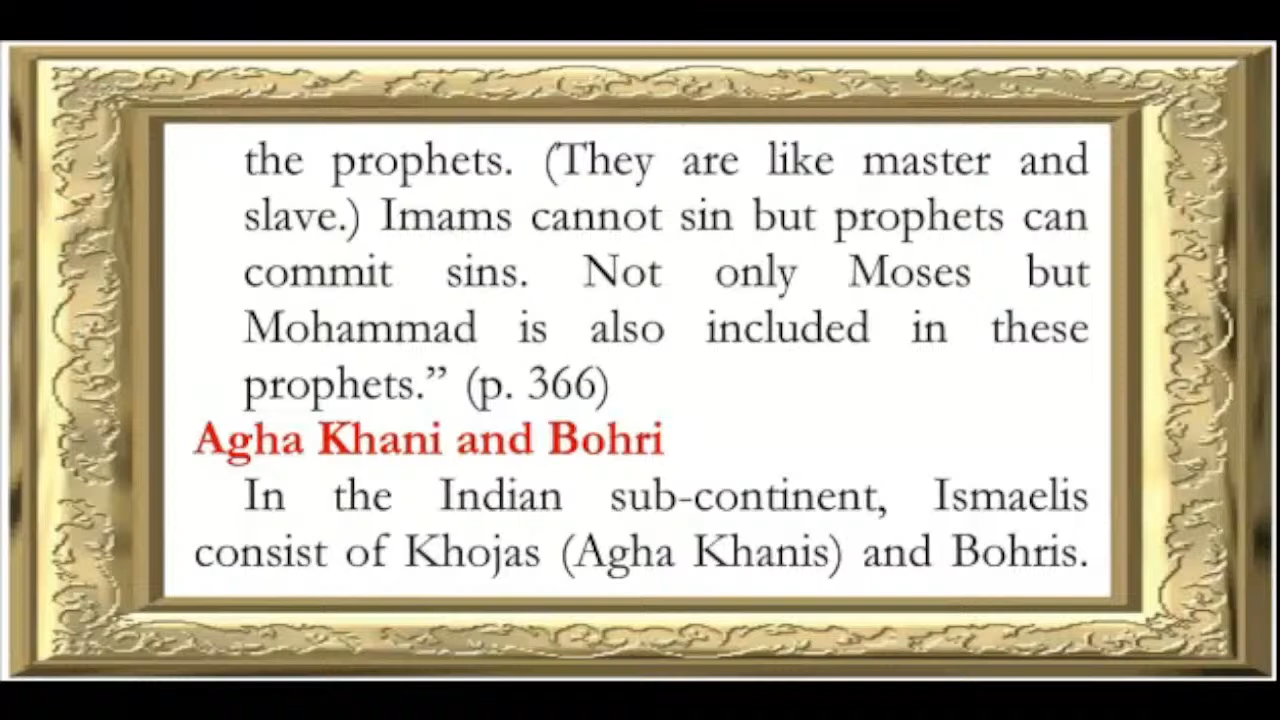 the prophets. (They are like master and
slave.) Imams cannot sin but prophets can
commit sins. Not only Moses but
Mohammad is also included in these
prophets.” (p. 366)
Agha Khani and Bohri
In the Indian sub-continent, Ismaelis
consist of Khojas (Agha Khanis) and Bohris.